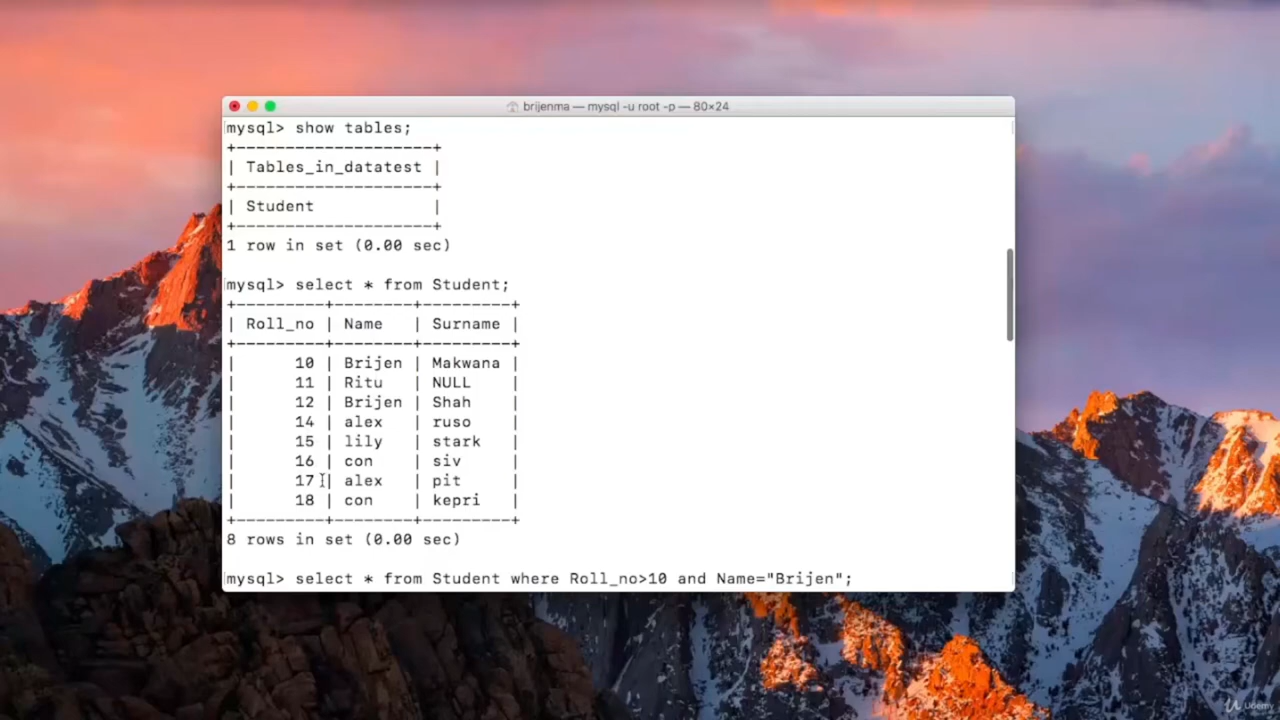 brijenma — mysql -u root -p — 80×24
mysql> show tables;
+--------------------+
| Tables_in_datatest |
+--------------------+
| Student            |
+--------------------+
1 row in set (0.00 sec)
mysql> select * from Student;
+---------+--------+---------+
| Roll_no | Name   | Surname |
+---------+--------+---------+
|      10 | Brijen | Makwana |
|      11 | Ritu   | NULL    |
|      12 | Brijen | Shah    |
|      14 | alex   | ruso    |
|      15 | lily   | stark   |
|      16 | con    | siv     |
|      17 | alex   | pit     |
|      18 | con    | kepri   |
+---------+--------+---------+
8 rows in set (0.00 sec)
mysql> select * from Student where Roll_no>10 and Name="Brijen";
Udemy